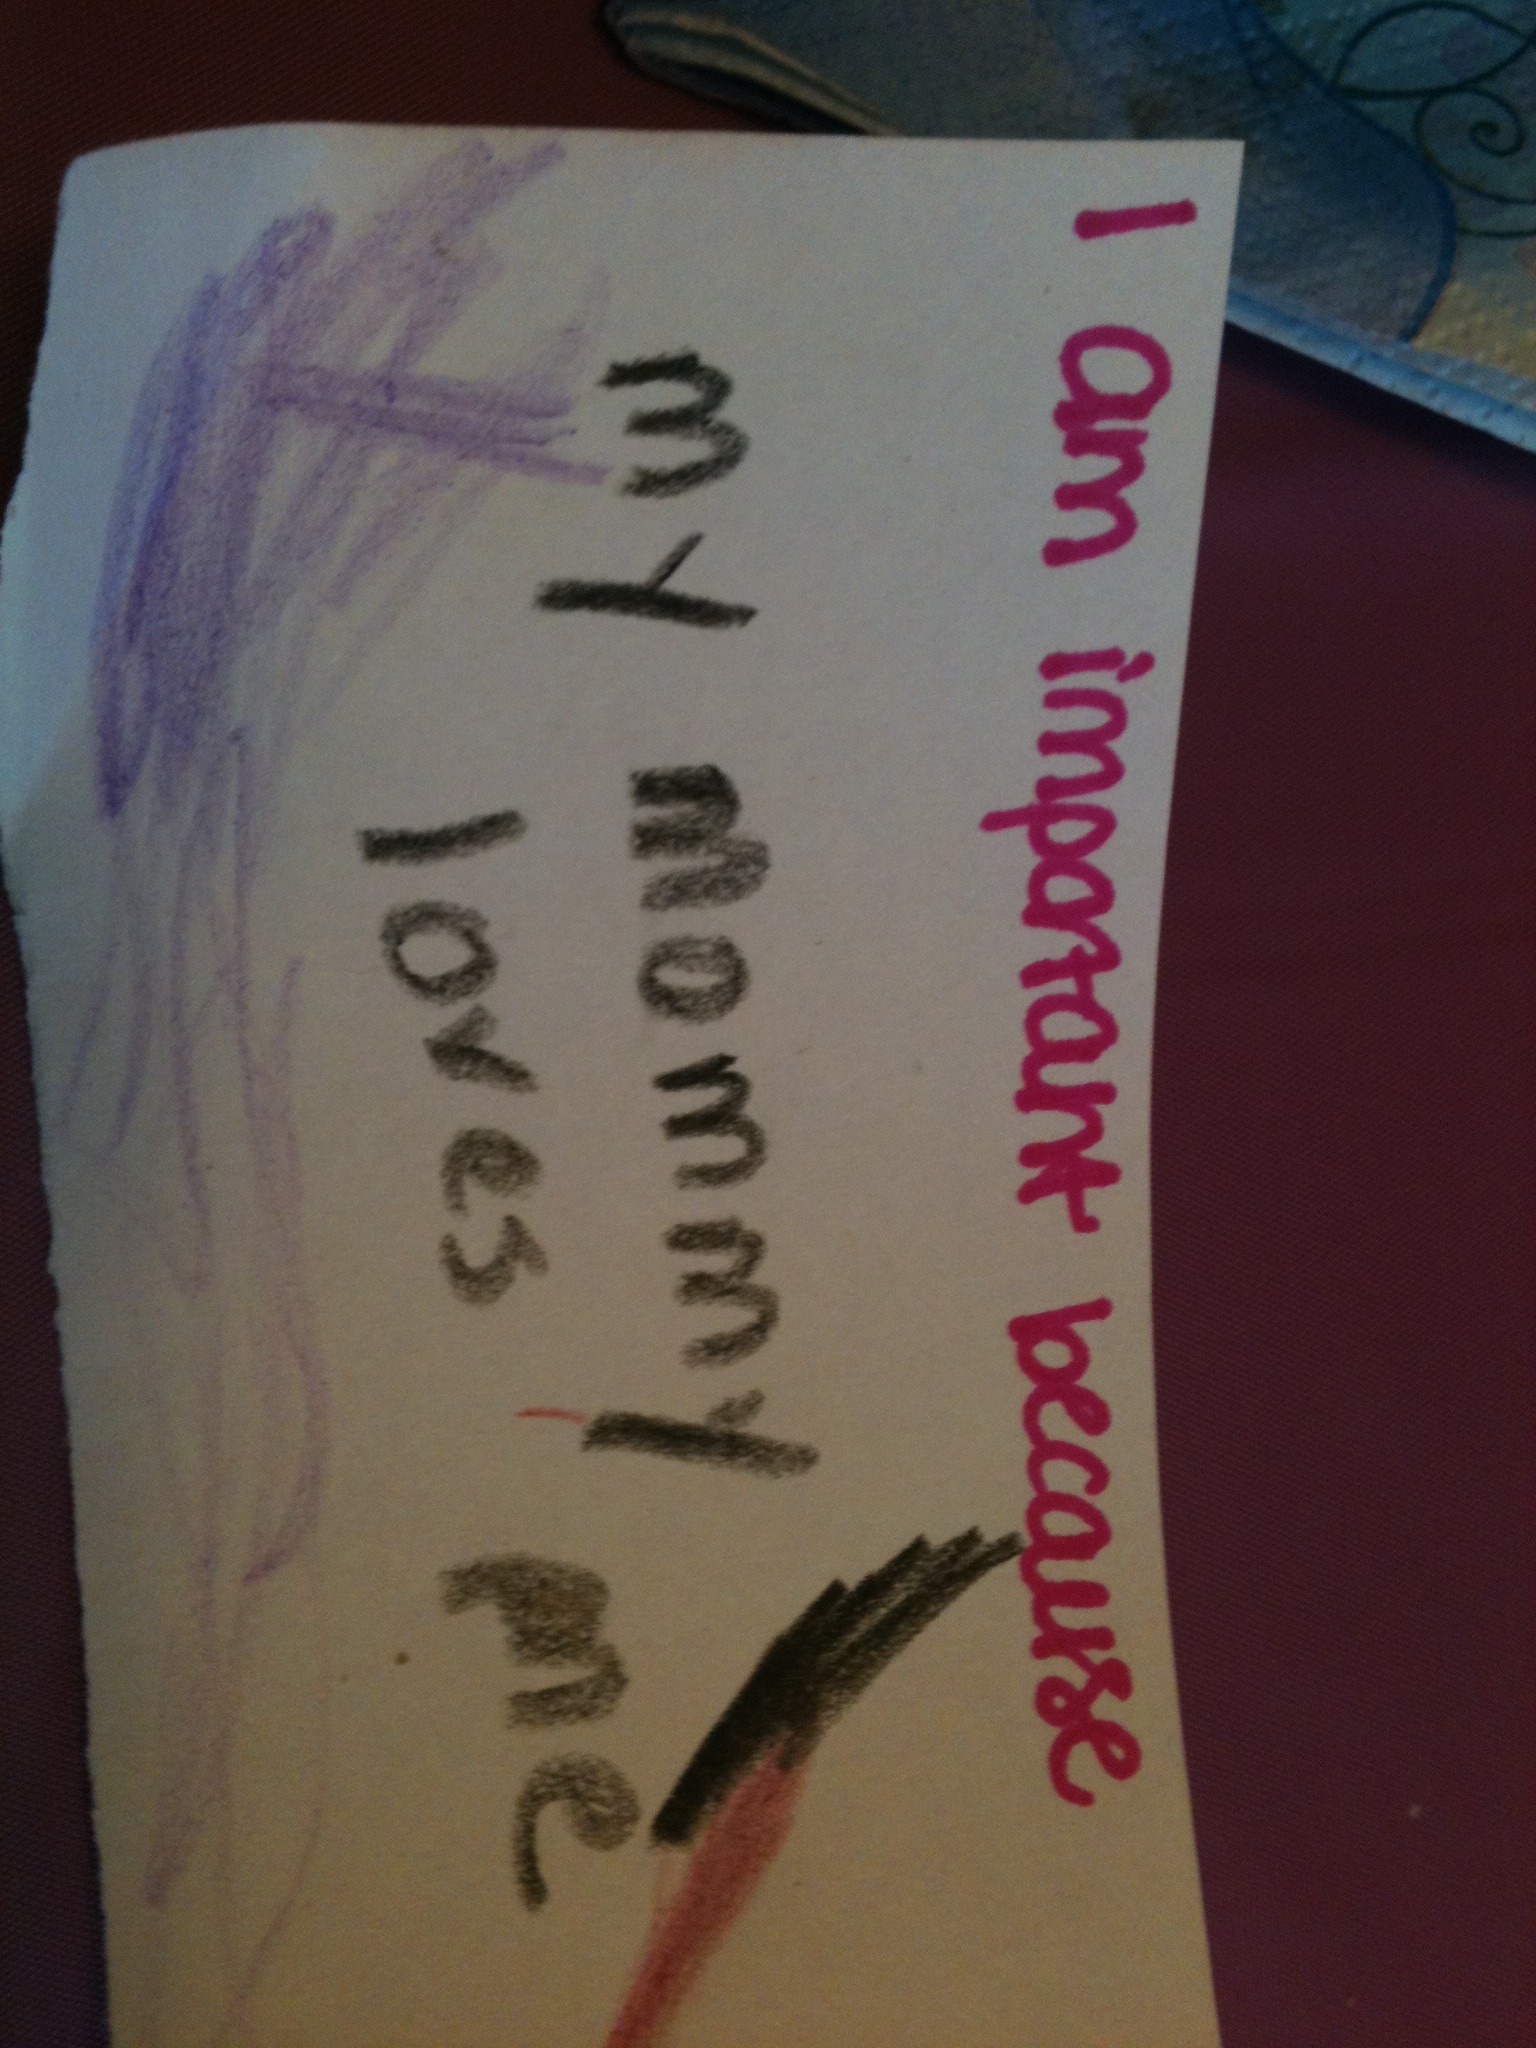 I am important because
my mommy
loves me